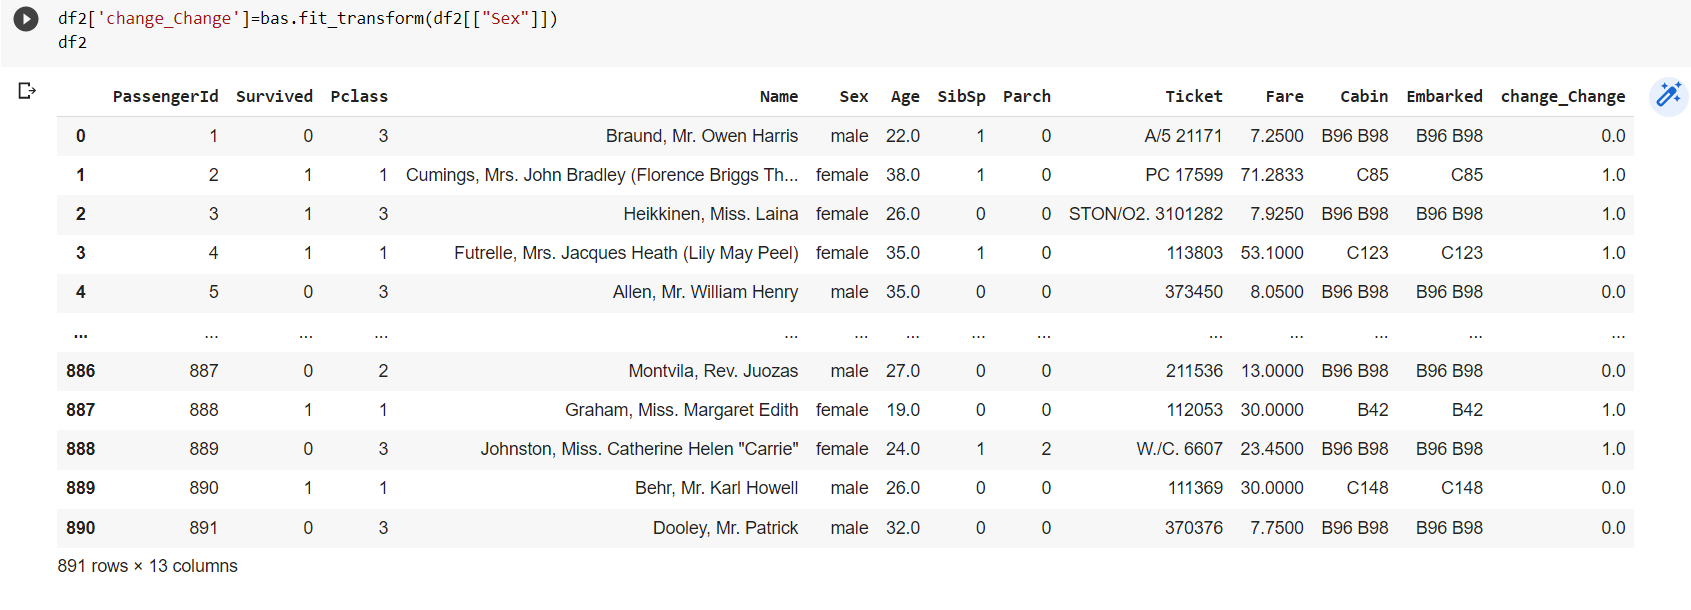 df2['change_Change']=bas.fit_transform(df2[["Sex"]])
df2
PassengerId Survived Pclass Name Sex Age SibSp Parch Ticket Fare Cabin Embarked change_Change
0 1 0 3 Braund, Mr. Owen Harris male 22.0 1 0 A/5 21171 7.2500 B96 B98 B96 B98 0.0
1 2 1 1 Cumings, Mrs. John Bradley (Florence Briggs Th... female 38.0 1 0 PC 17599 71.2833 C85 C85 1.0
2 3 1 3 Heikkinen, Miss. Laina female 26.0 0 0 STON/O2. 3101282 7.9250 B96 B98 B96 B98 1.0
3 4 1 1 Futrelle, Mrs. Jacques Heath (Lily May Peel) female 35.0 1 0 113803 53.1000 C123 C123 1.0
4 5 0 3 Allen, Mr. William Henry male 35.0 0 0 373450 8.0500 B96 B98 B96 B98 0.0
... ... ... ... ... ... ... ... ... ... ... ... ... ...
886 887 0 2 Montvila, Rev. Juozas male 27.0 0 0 211536 13.0000 B96 B98 B96 B98 0.0
887 888 1 1 Graham, Miss. Margaret Edith female 19.0 0 0 112053 30.0000 B42 B42 1.0
888 889 0 3 Johnston, Miss. Catherine Helen "Carrie" female 24.0 1 2 W./C. 6607 23.4500 B96 B98 B96 B98 1.0
889 890 1 1 Behr, Mr. Karl Howell male 26.0 0 0 111369 30.0000 C148 C148 0.0
890 891 0 3 Dooley, Mr. Patrick male 32.0 0 0 370376 7.7500 B96 B98 B96 B98 0.0
891 rows × 13 columns